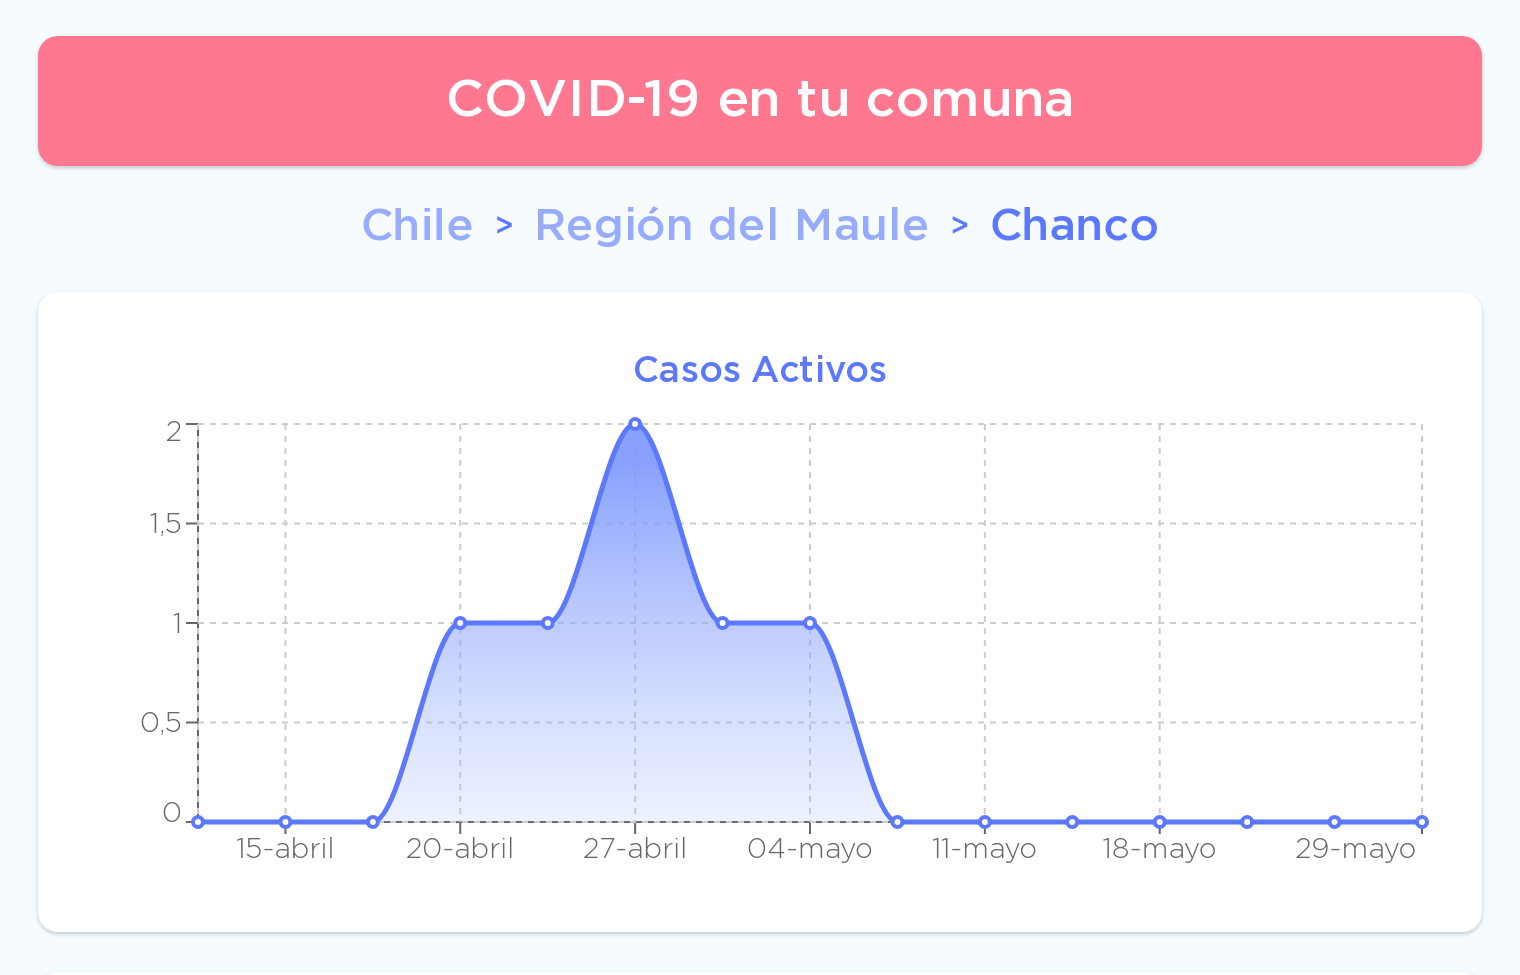 COVID-19 en tu comuna
Chile > Región del Maule > Chanco
Casos Activos
2
1,5
1
0,5
0
15-abril 20-abril 27-abril 04-mayo 11-mayo 18-mayo 29-mayo